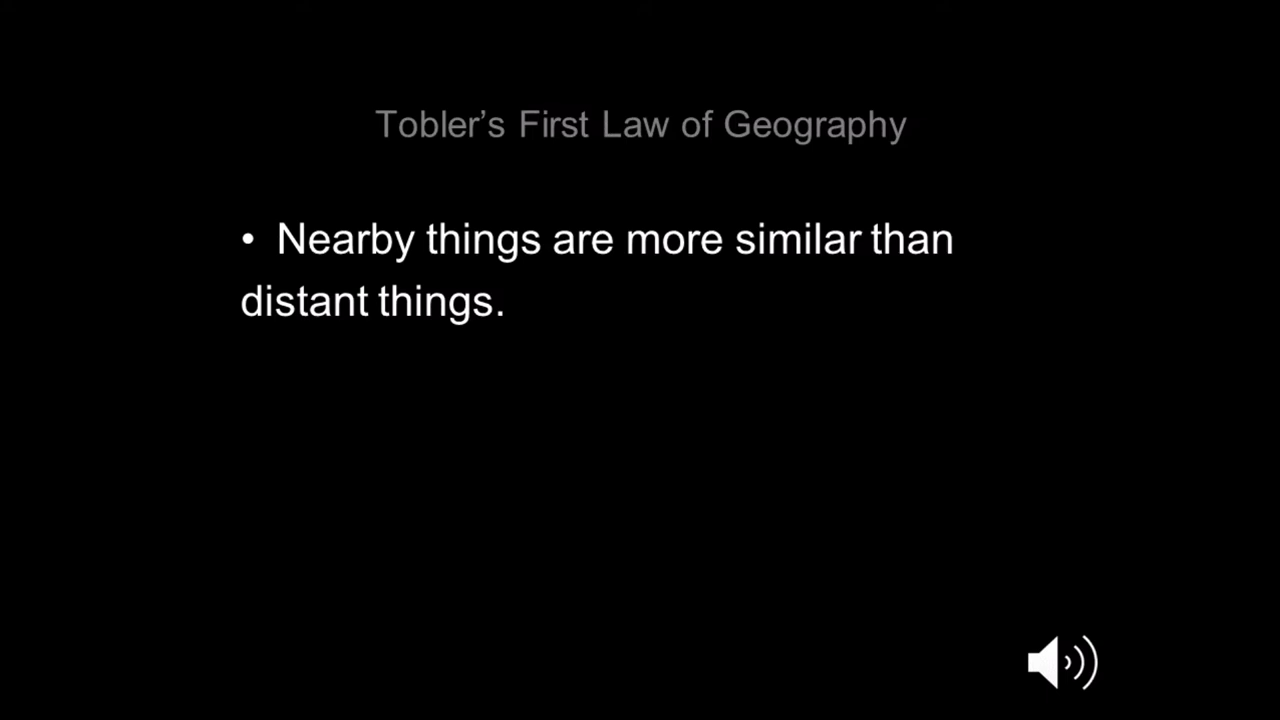 Tobler’s First Law of Geography
• Nearby things are more similar than
distant things.